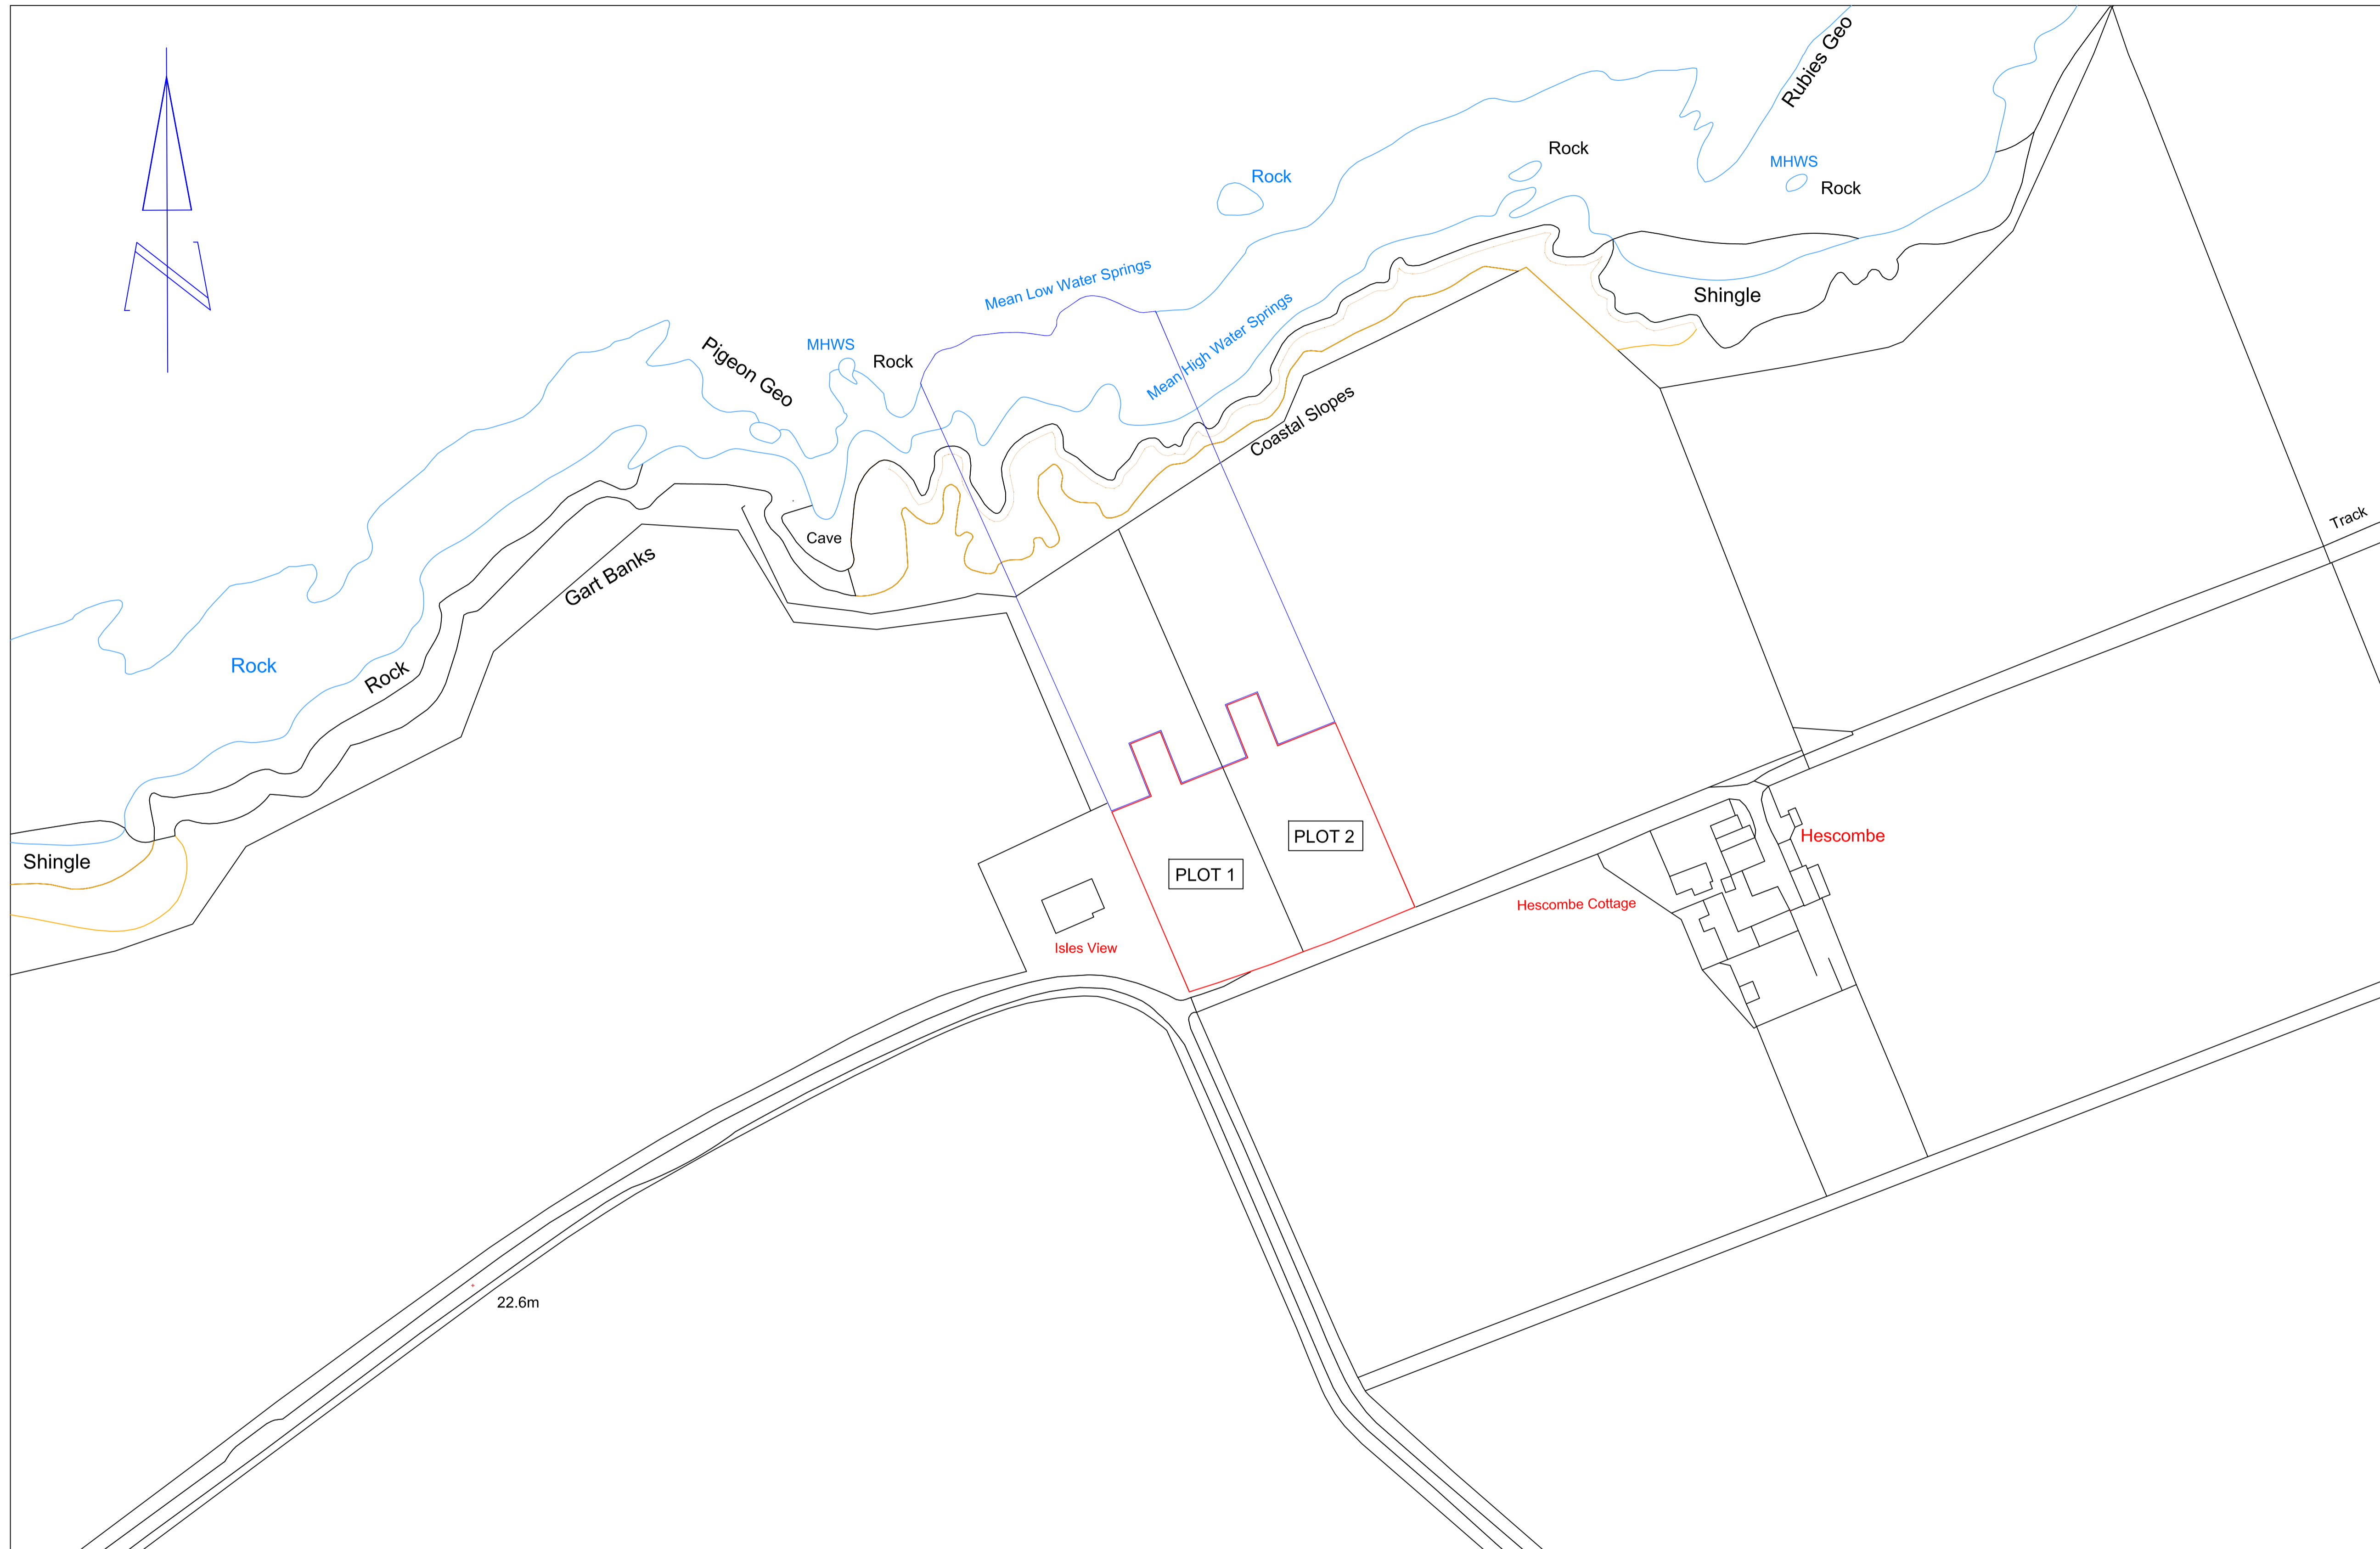 Rubies Geo
Rock
MHWS
Rock
Rock
Mean Low Water Springs
Shingle
Mean High Water Springs
Pigeon Geo
MHWS
Rock
Coastal Slopes
Track
Cave
Gart Banks
Rock
Rock
Shingle
PLOT 2
PLOT 1
Hescombe
Hescombe Cottage
Isles View
22.6m
N